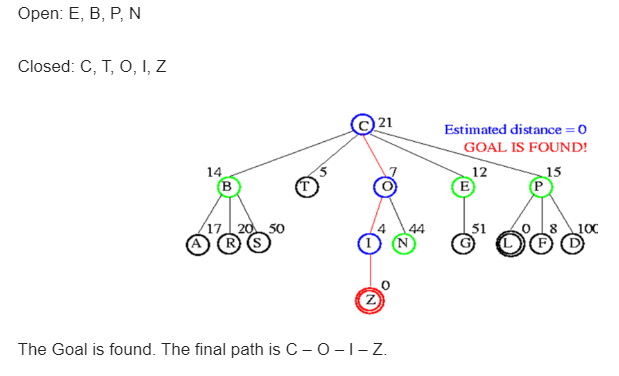 Open: E, B, P, N
Closed: C, T, O, I, Z
C 21
Estimated distance = 0
GOAL IS FOUND!
14 5 7 12 15
B T O E P
17 20 50 4 44 51 0 8 100
A R S I N G L F D
0
Z
The Goal is found. The final path is C – O – I – Z.